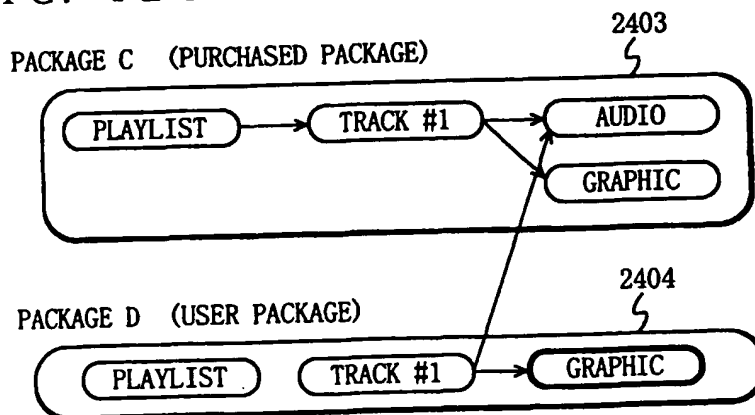 2403
PACKAGE C (PURCHASED PACKAGE)
PLAYLIST
TRACK #1
AUDIO
GRAPHIC
2404
PACKAGE D (USER PACKAGE)
PLAYLIST
TRACK #1
GRAPHIC